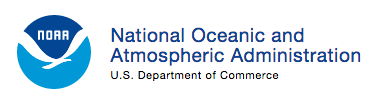 NOAA
National Oceanic and
Atmospheric Administration
U.S. Department of Commerce